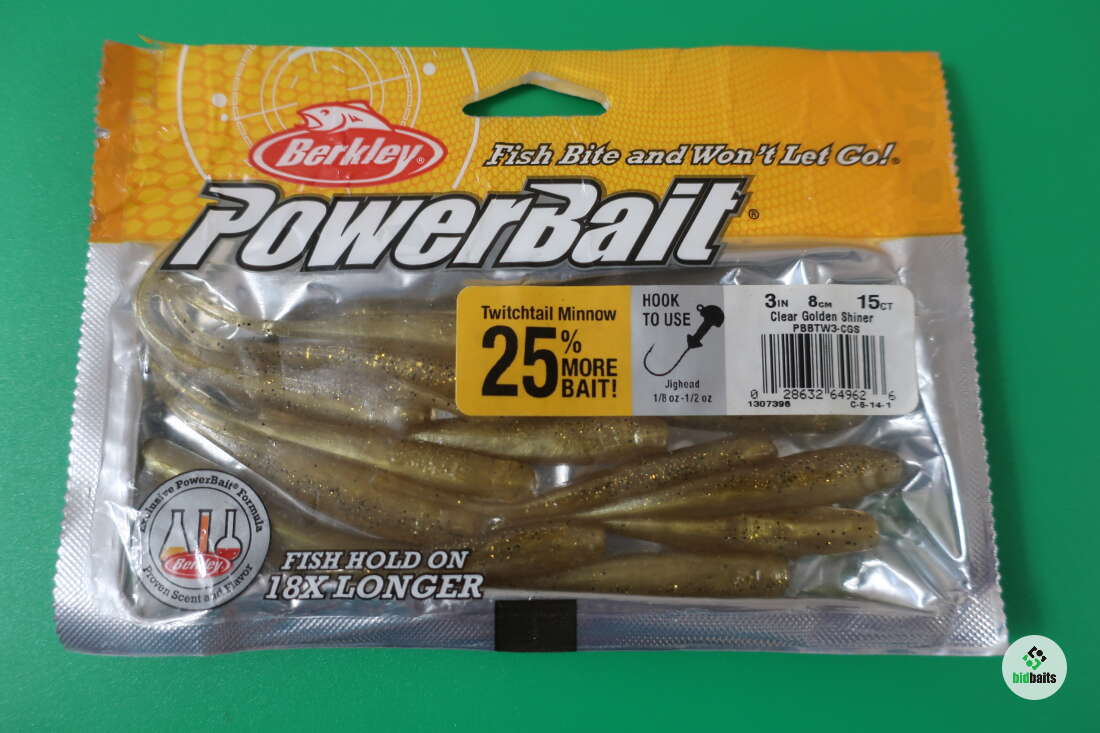 Berkley®
Fish Bite and Won't Let Go!®
PowerBait®
Twitchtail Minnow
25% MORE
BAIT!
HOOK
TO USE
Jighead
1/8 oz -1/2 oz
3IN 8CM 15CT
Clear Golden Shiner
PBBTW3-CGS
0 28632 64962 6
1307396 C-5-14-1
Exclusive PowerBait® Formula
Berkley
Proven Scent and Flavor
FISH HOLD ON
18X LONGER
bidbaits